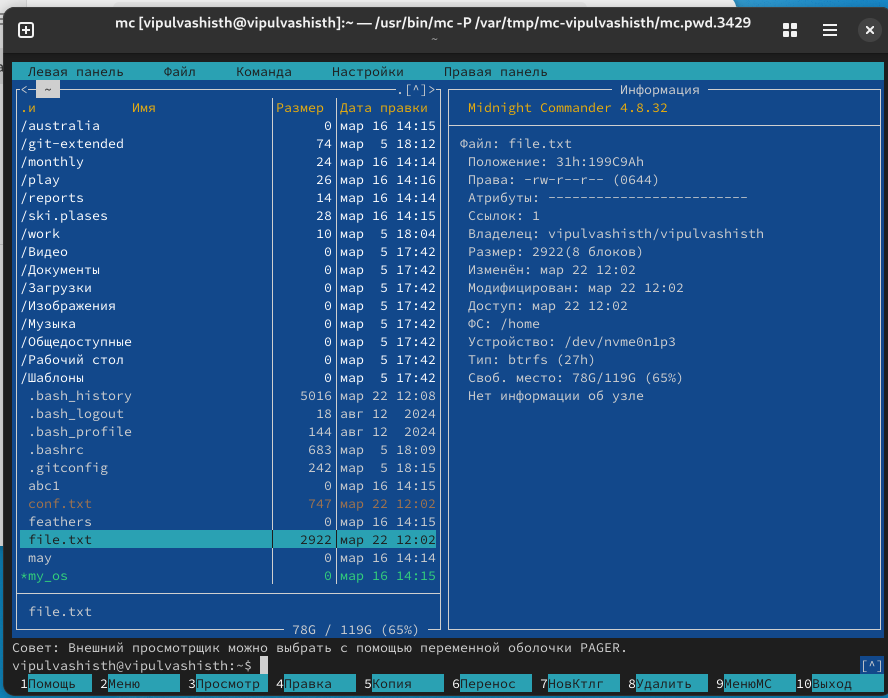 mc [vipulvashisth@vipulvashisth]:~ — /usr/bin/mc -P /var/tmp/mc-vipulvashisth/mc.pwd.3429
~
Левая панель Файл Команда Настройки Правая панель
<— ~ .[^]>
.и Имя Размер Дата правки
/australia 0 мар 16 14:15
/git-extended 74 мар 5 18:12
/monthly 24 мар 16 14:14
/play 26 мар 16 14:16
/reports 14 мар 16 14:14
/ski.plases 28 мар 16 14:15
/work 10 мар 5 18:04
/Видео 0 мар 5 17:42
/Документы 0 мар 5 17:42
/Загрузки 0 мар 5 17:42
/Изображения 0 мар 5 17:42
/Музыка 0 мар 5 17:42
/Общедоступные 0 мар 5 17:42
/Рабочий стол 0 мар 5 17:42
/Шаблоны 0 мар 5 17:42
.bash_history 5016 мар 22 12:08
.bash_logout 18 авг 12 2024
.bash_profile 144 авг 12 2024
.bashrc 683 мар 5 18:09
.gitconfig 242 мар 5 18:15
abc1 0 мар 16 14:15
conf.txt 747 мар 22 12:02
feathers 0 мар 16 14:15
file.txt 2922 мар 22 12:02
may 0 мар 16 14:14
*my_os 0 мар 16 14:15
file.txt
78G / 119G (65%)
Информация
Midnight Commander 4.8.32
Файл: file.txt
Положение: 31h:199C9Ah
Права: -rw-r--r-- (0644)
Атрибуты: -------------------------
Ссылок: 1
Владелец: vipulvashisth/vipulvashisth
Размер: 2922(8 блоков)
Изменён: мар 22 12:02
Модифицирован: мар 22 12:02
Доступ: мар 22 12:02
ФС: /home
Устройство: /dev/nvme0n1p3
Тип: btrfs (27h)
Своб. место: 78G/119G (65%)
Нет информации об узле
Совет: Внешний просмотрщик можно выбрать с помощью переменной оболочки PAGER.
vipulvashisth@vipulvashisth:~$ [^]
1Помощь 2Меню 3Просмотр 4Правка 5Копия 6Перенос 7НовКтлг 8Удалить 9МенюМС 10Выход